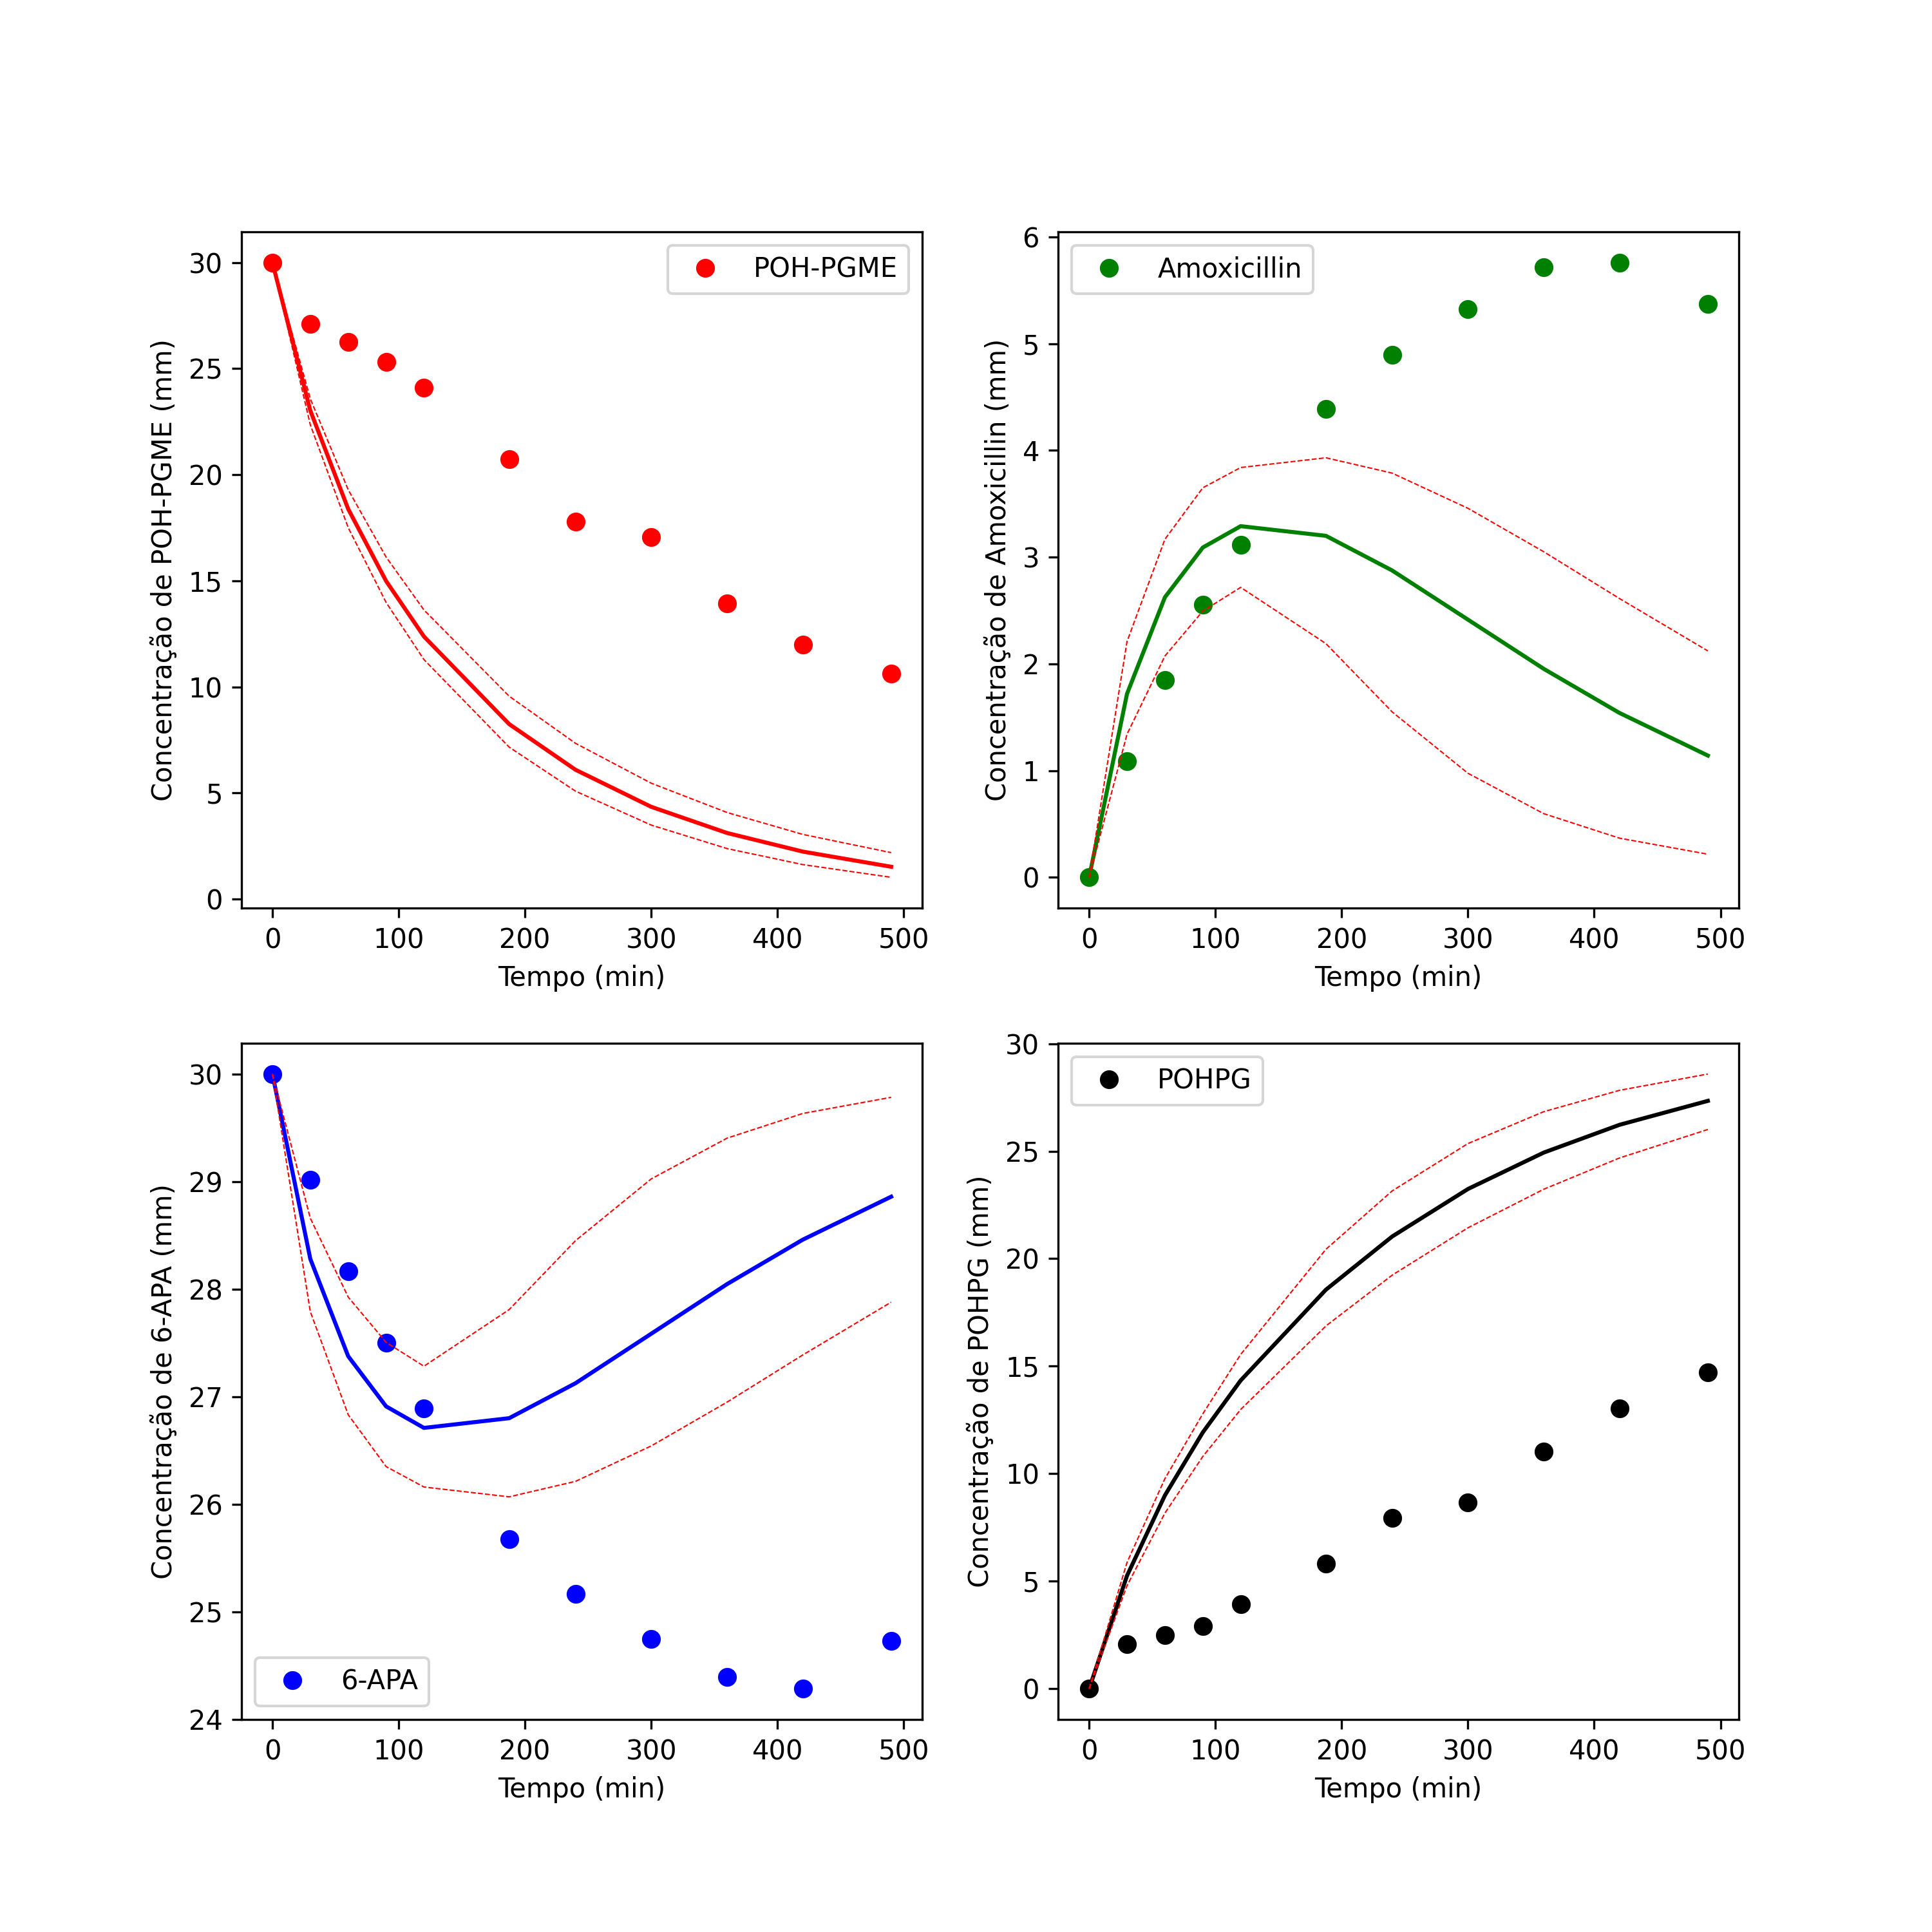 POH-PGME
Concentração de POH-PGME (mm)
30
25
20
15
10
5
0
0 100 200 300 400 500
Tempo (min)
Amoxicillin
Concentração de Amoxicillin (mm)
6
5
4
3
2
1
0
0 100 200 300 400 500
Tempo (min)
6-APA
Concentração de 6-APA (mm)
30
29
28
27
26
25
24
0 100 200 300 400 500
Tempo (min)
POHPG
Concentração de POHPG (mm)
30
25
20
15
10
5
0
0 100 200 300 400 500
Tempo (min)